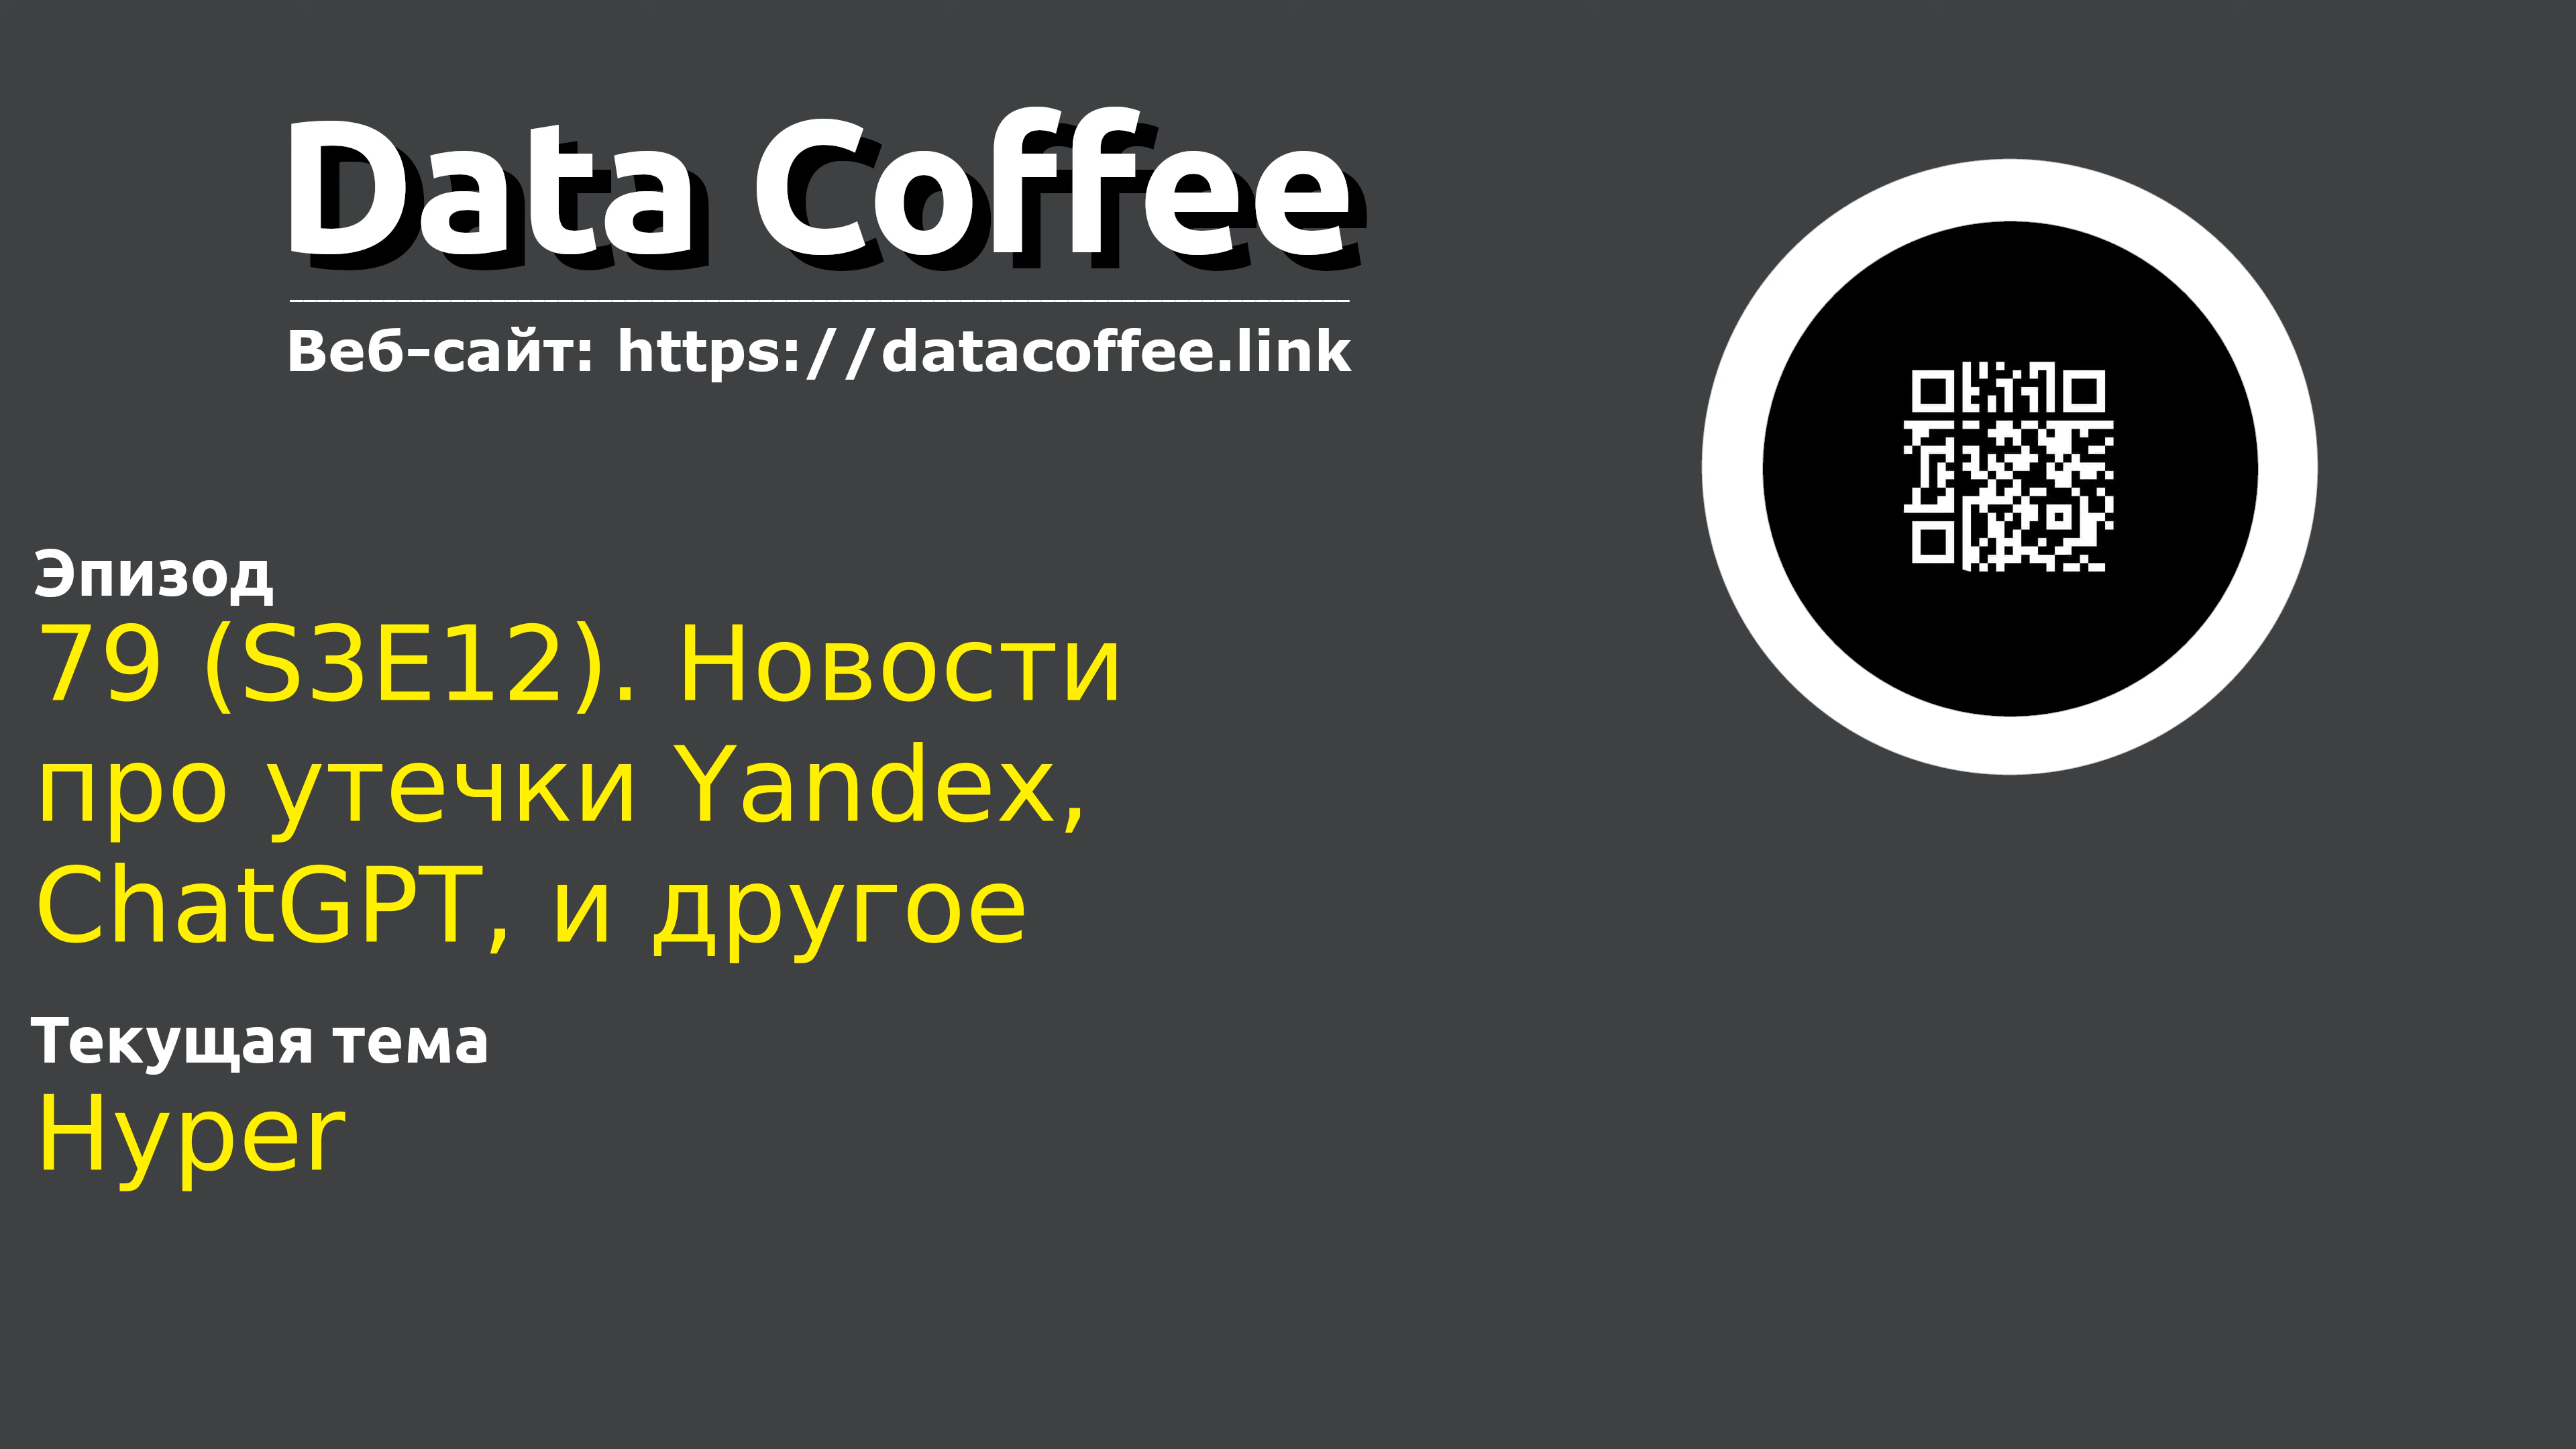 Data Coffee
Веб-сайт: https://datacoffee.link
Эпизод
79 (S3E12). Новости
про утечки Yandex,
ChatGPT, и другое
Текущая тема
Hyper